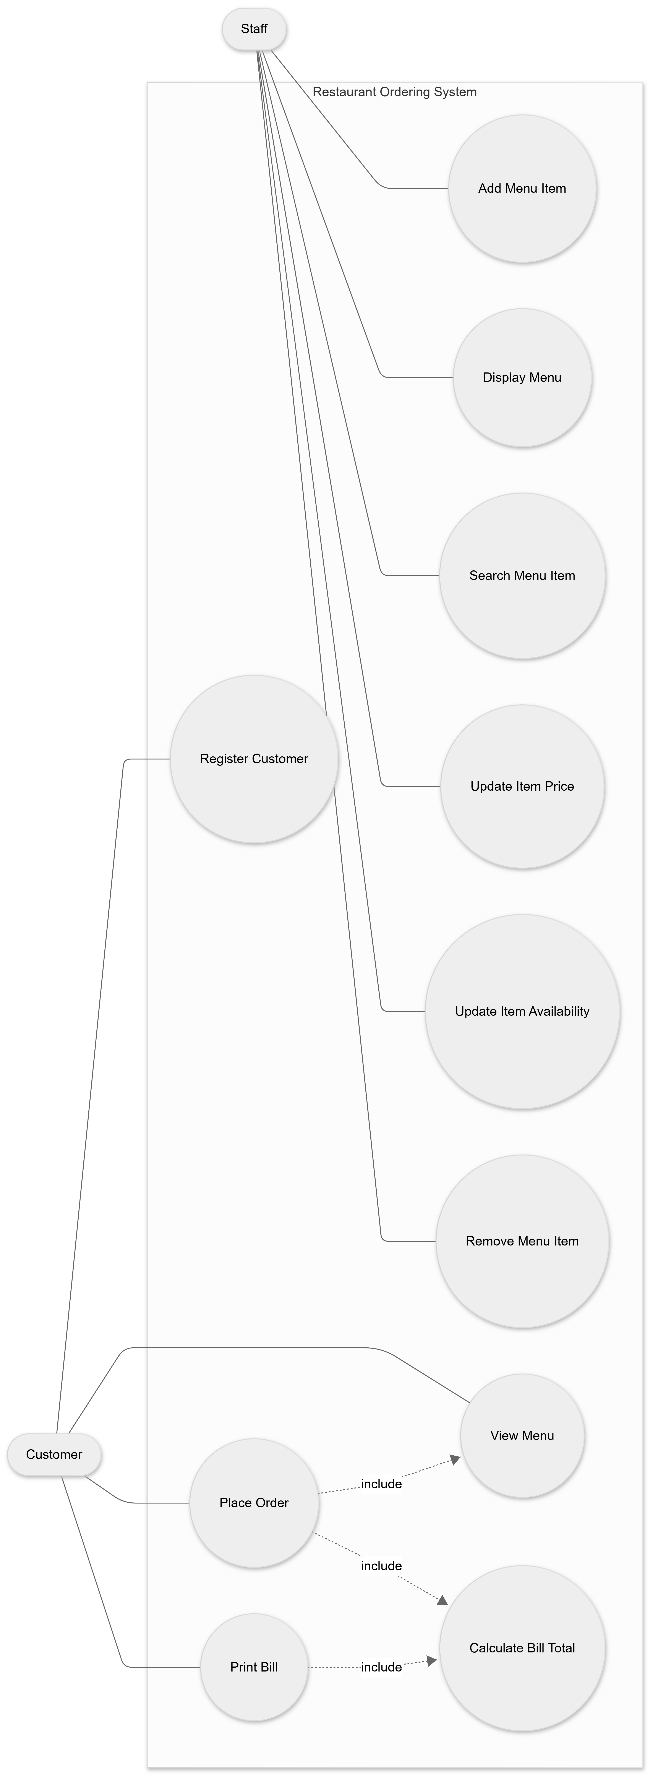 Staff
Restaurant Ordering System
Add Menu Item
Display Menu
Search Menu Item
Register Customer
Update Item Price
Update Item Availability
Remove Menu Item
View Menu
Customer
include
Place Order
include
Calculate Bill Total
Print Bill
include